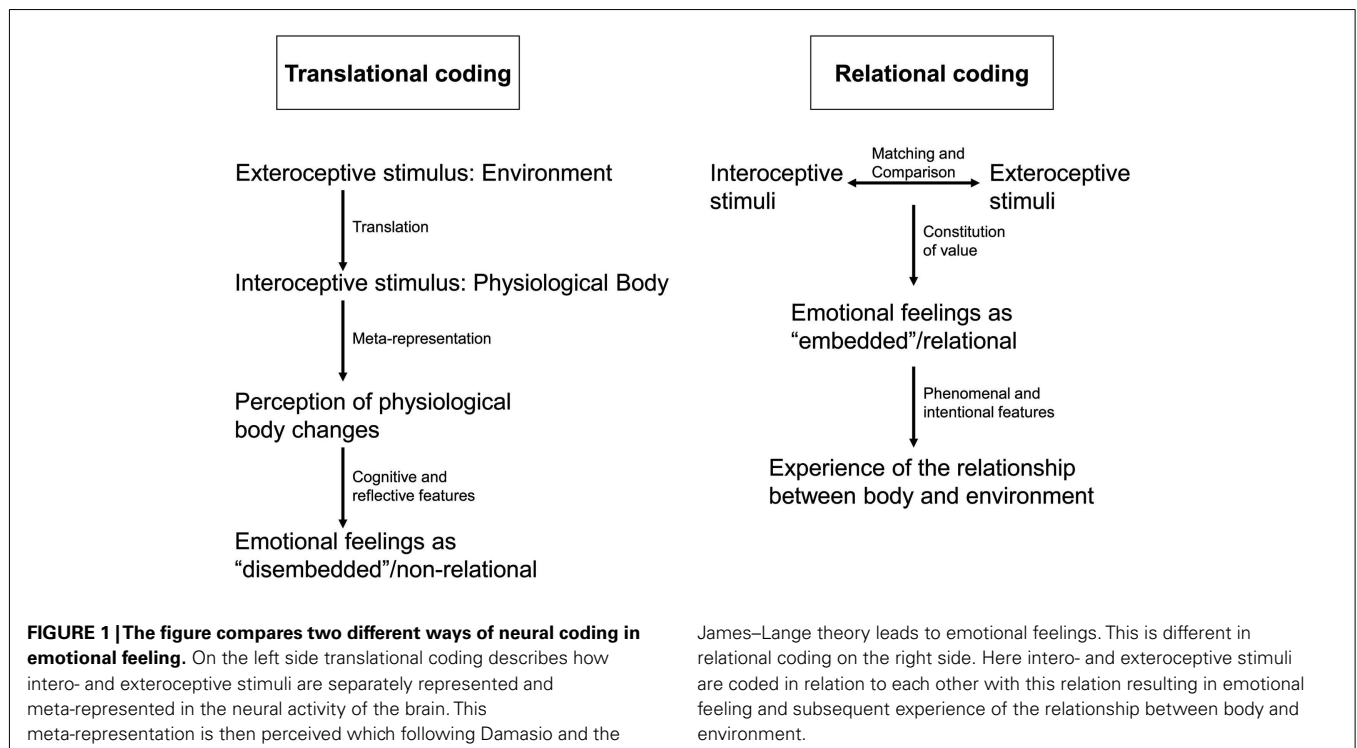 Translational coding
Exteroceptive stimulus: Environment
Translation
Interoceptive stimulus: Physiological Body
Meta-representation
Perception of physiological
body changes
Cognitive and
reflective features
Emotional feelings as
“disembedded”/non-relational
Relational coding
Interoceptive
stimuli
Matching and
Comparison
Exteroceptive
stimuli
Constitution
of value
Emotional feelings as
“embedded”/relational
Phenomenal and
intentional features
Experience of the relationship
between body and environment
FIGURE 1 | The figure compares two different ways of neural coding in
emotional feeling. On the left side translational coding describes how
intero- and exteroceptive stimuli are separately represented and
meta-represented in the neural activity of the brain. This
meta-representation is then perceived which following Damasio and the
James–Lange theory leads to emotional feelings. This is different in
relational coding on the right side. Here intero- and exteroceptive stimuli
are coded in relation to each other with this relation resulting in emotional
feeling and subsequent experience of the relationship between body and
environment.